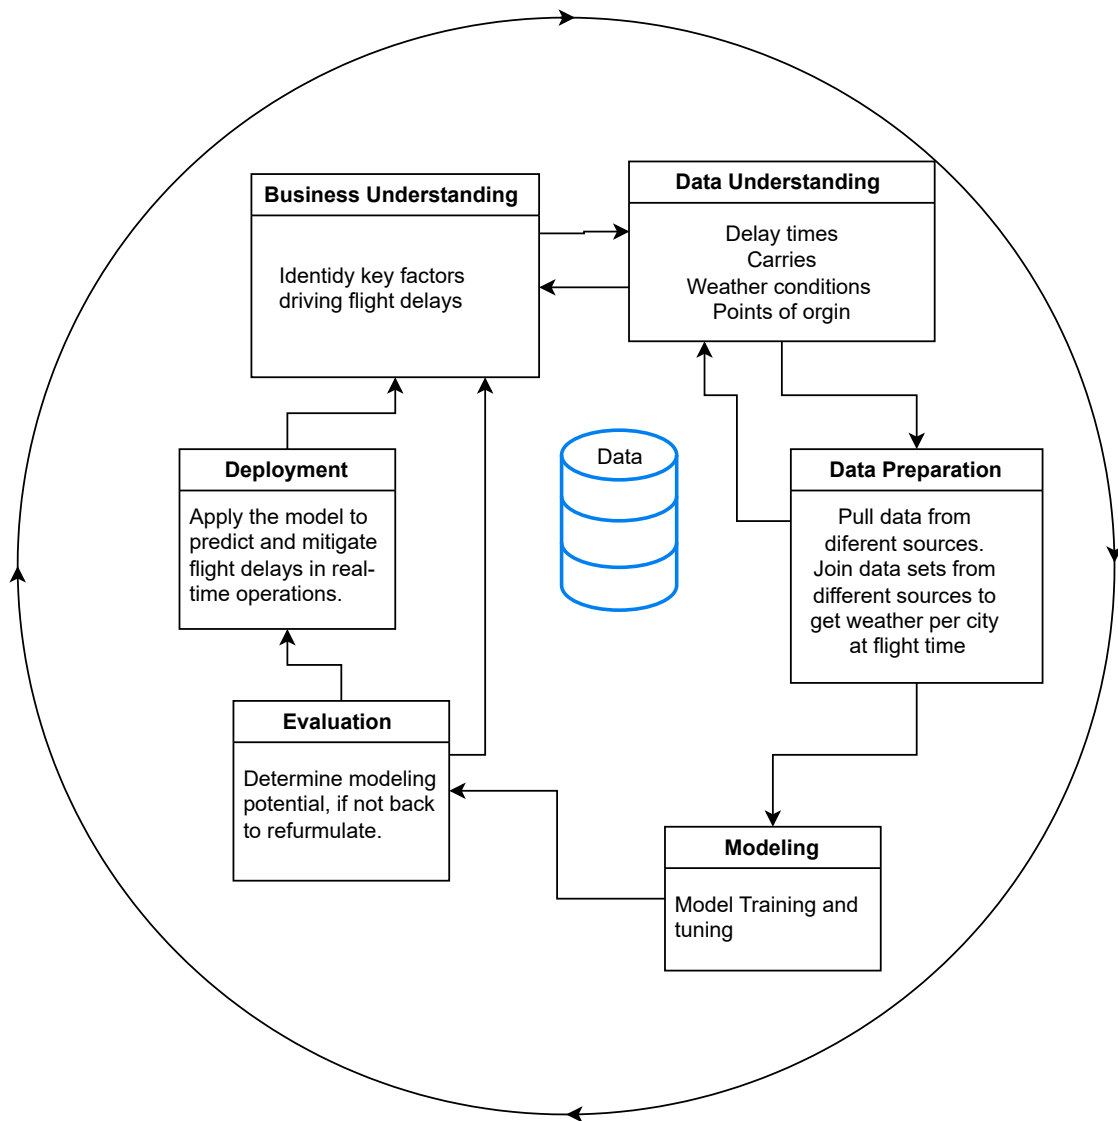 Business Understanding
Identidy key factors
driving flight delays
Data Understanding
Delay times
Carries
Weather conditions
Points of orgin
Data
Deployment
Apply the model to
predict and mitigate
flight delays in real-
time operations.
Data Preparation
Pull data from
diferent sources.
Join data sets from
different sources to
get weather per city
at flight time
Evaluation
Determine modeling
potential, if not back
to refurmulate.
Modeling
Model Training and
tuning